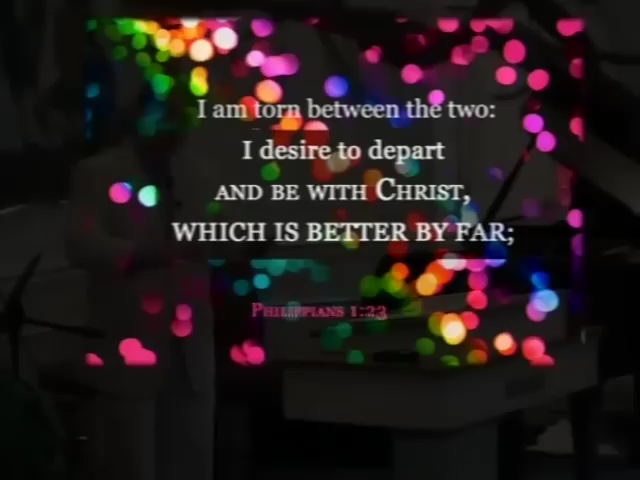 I am torn between the two:
I desire to depart
AND BE WITH CHRIST,
WHICH IS BETTER BY FAR;
PHILIPPIANS 1:23